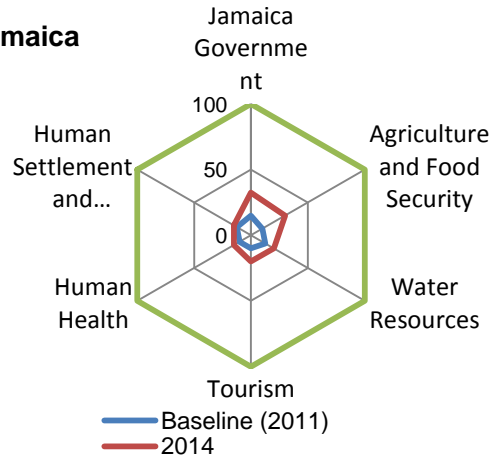 maica
Jamaica
Governme
nt
100
50
0
Human
Settlement
and...
Agriculture
and Food
Security
Human
Health
Water
Resources
Tourism
Baseline (2011)
2014